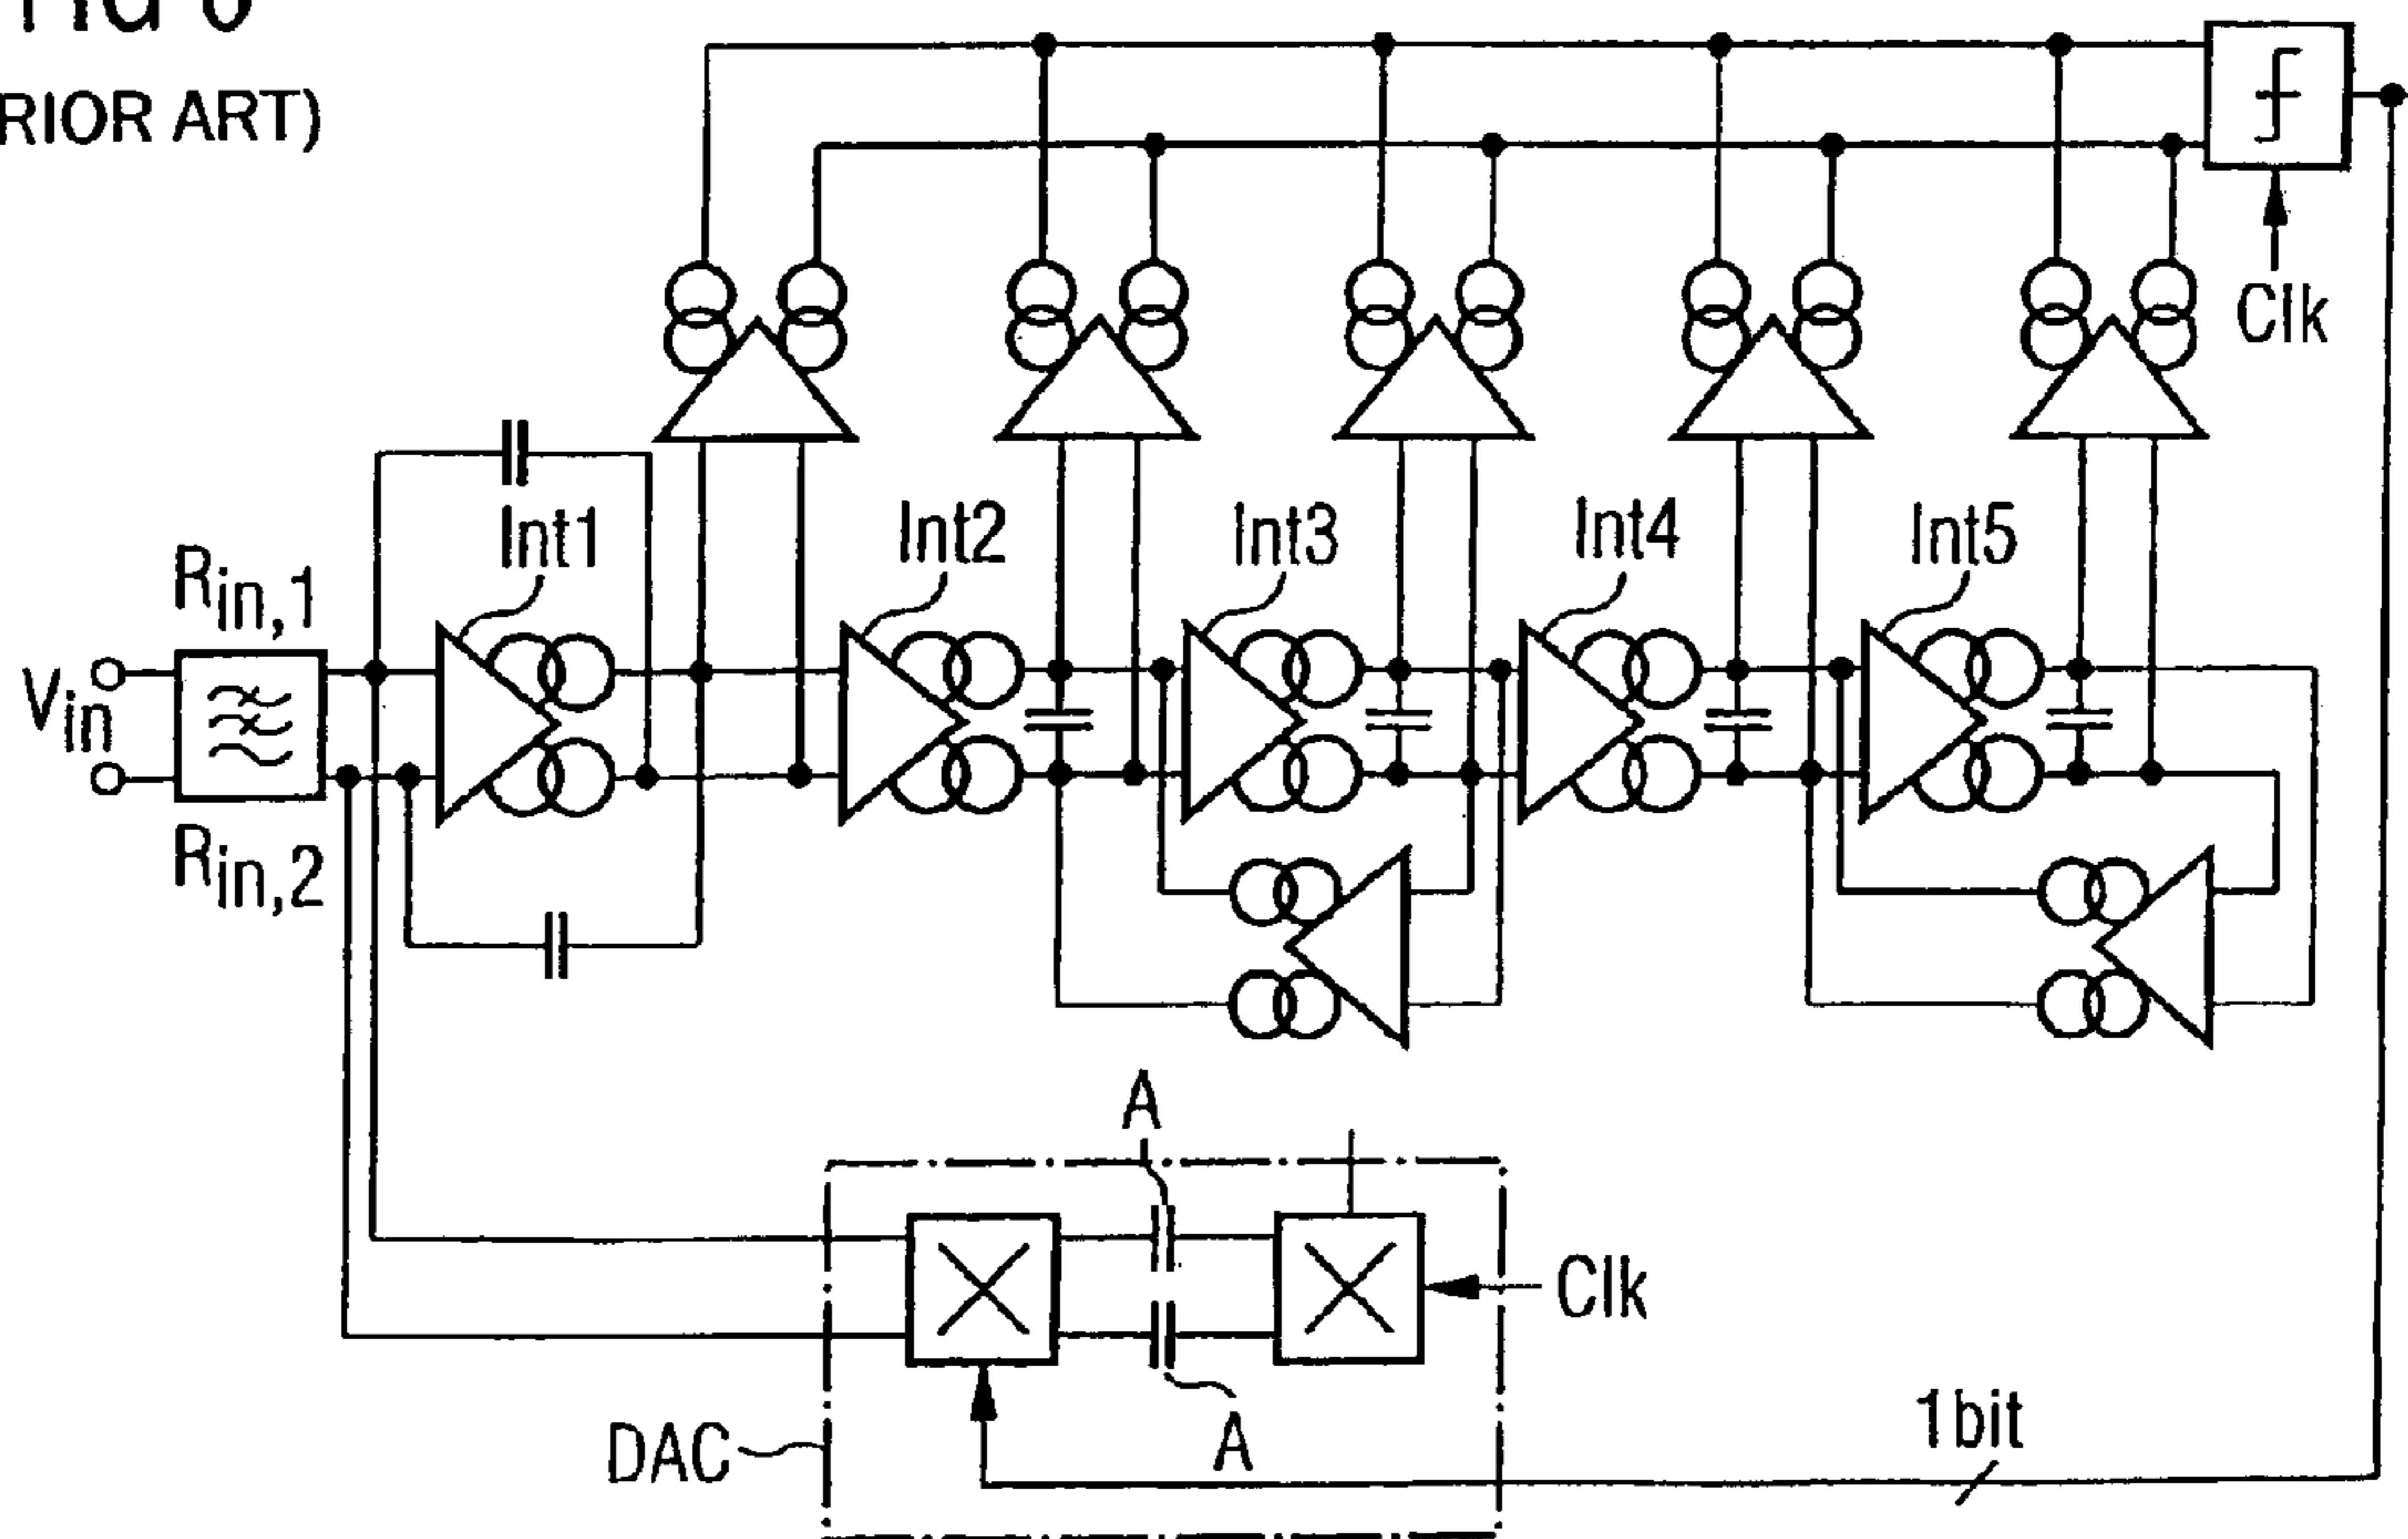 RIOR ART)
Clk
Int1
Int2
Int3
Int4
Int5
Rin,1
Vin
Rin,2
A
Clk
DAC
A
1bit